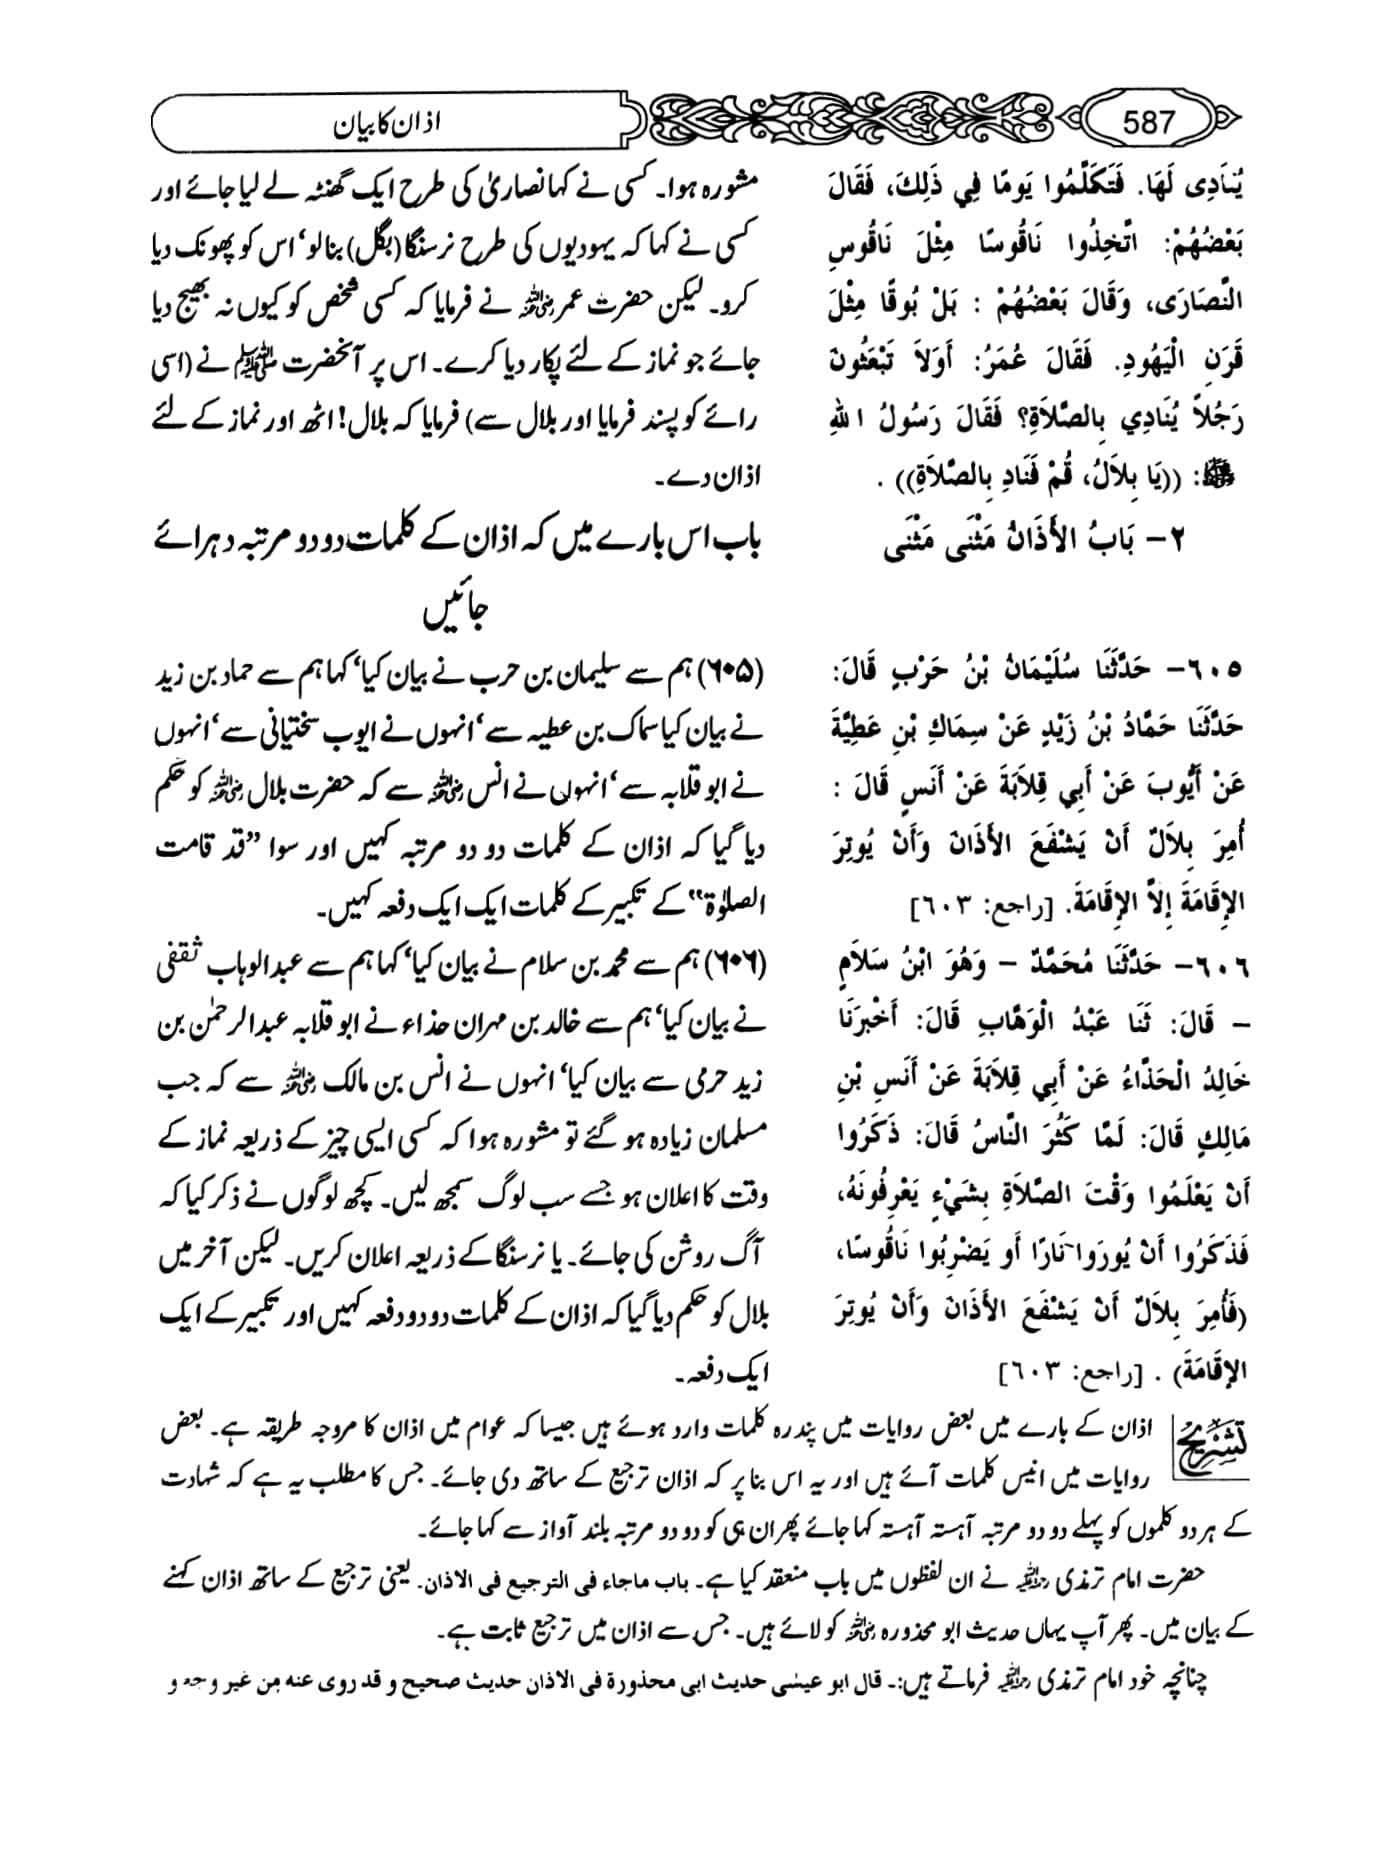 587
اذان کا بیان
يُنَادِى لَهَا. فَتَكَلَّمُوا يَومًا فِي ذَلِكَ، فَقَالَ
بَعْضُهُمْ: اتَّخِذُوا نَاقُوسًا مِثْلَ نَاقُوسِ
النَّصَارَى، وَقَالَ بَعْضُهُمْ : بَلْ بُوقًا مِثْلَ
قَرَنِ الْيَهُودِ. فَقَالَ عُمَرُ: أَوَلاَ تَبْعَثُونَ
رَجُلاً يُنَادِي بِالصَّلاَةِ؟ فَقَالَ رَسُولُ اللهِ
ﷺ: ((يَا بِلاَلُ، قُمْ فَنَادِ بِالصَّلاَةِ)) .
مشورہ ہوا۔ کسی نے کہا نصاریٰ کی طرح ایک گھنٹہ لے لیا جائے اور
کسی نے کہا کہ یہودیوں کی طرح نرسنگا (بگل) بنا لو‘ اس کو پھونک دیا
کرو۔ لیکن حضرت عمر رضی اللہ عنہ نے فرمایا کہ کسی شخص کو کیوں نہ بھیج دیا
جائے جو نماز کے لئے پکار دیا کرے۔ اس پر آنحضرت ﷺ نے (اسی
رائے کو پسند فرمایا اور بلال سے) فرمایا کہ بلال! اٹھ اور نماز کے لئے
اذان دے۔
٢- بَابُ الأَذَانُ مَثْنَى مَثْنَى
باب اس بارے میں کہ اذان کے کلمات دو دو مرتبہ دہرائے
جائیں
٦٠٥- حَدَّثَنَا سُلَيْمَانُ بْنُ حَرْبٍ قَالَ:
حَدَّثَنَا حَمَّادُ بْنُ زَيْدٍ عَنْ سِمَاكِ بْنِ عَطِيَّةَ
عَنْ أَيُّوبَ عَنْ أَبِي قِلاَبَةَ عَنْ أَنَسٍ قَالَ :
أُمِرَ بِلاَلٌ أَنْ يَشْفَعَ الأَذَانَ وَأَنْ يُوتِرَ
الإِقَامَةَ إِلاَّ الإِقَامَةَ. [راجع: ٦٠٣]
(۶۰۵) ہم سے سلیمان بن حرب نے بیان کیا‘ کہا ہم سے حماد بن زید
نے بیان کیا سماک بن عطیہ سے‘ انہوں نے ایوب سختیانی سے‘ انہوں
نے ابو قلابہ سے‘ انہوں نے انس رضی اللہ عنہ سے کہ حضرت بلال رضی اللہ عنہ کو حکم
دیا گیا کہ اذان کے کلمات دو دو مرتبہ کہیں اور سوا ”قد قامت
الصلوٰة“ کے تکبیر کے کلمات ایک ایک دفعہ کہیں۔
٦٠٦- حَدَّثَنَا مُحَمَّدٌ - وَهُوَ ابْنُ سَلاَمٍ
- قَالَ: ثَنَا عَبْدُ الْوَهَّابِ قَالَ: أَخْبَرَنَا
خَالِدُ الْحَذَّاءُ عَنْ أَبِي قِلاَبَةَ عَنْ أَنَسِ بْنِ
مَالِكٍ قَالَ: لَمَّا كَثُرَ النَّاسُ قَالَ: ذَكَرُوا
أَنْ يَعْلَمُوا وَقْتَ الصَّلاَةِ بِشَيْءٍ يَعْرِفُونَهُ،
فَذَكَرُوا أَنْ يُورَوا نَارًا أَو يَضْرِبُوا نَاقُوسًا،
(فَأُمِرَ بِلاَلٌ أَنْ يَشْفَعَ الأَذَانَ وَأَنْ يُوتِرَ
الإِقَامَةَ) . [راجع: ٦٠٣]
(۶۰۶) ہم سے محمد بن سلام نے بیان کیا‘ کہا ہم سے عبدالوہاب ثقفی
نے بیان کیا‘ ہم سے خالد بن مہران حذاء نے ابو قلابہ عبدالرحمٰن بن
زید حرمی سے بیان کیا‘ انہوں نے انس بن مالک رضی اللہ عنہ سے کہ جب
مسلمان زیادہ ہو گئے تو مشورہ ہوا کہ کسی ایسی چیز کے ذریعہ نماز کے
وقت کا اعلان ہو جسے سب لوگ سمجھ لیں۔ کچھ لوگوں نے ذکر کیا کہ
آگ روشن کی جائے۔ یا نرسنگا کے ذریعہ اعلان کریں۔ لیکن آخر میں
بلال کو حکم دیا گیا کہ اذان کے کلمات دو دو دفعہ کہیں اور تکبیر کے ایک
ایک دفعہ۔
تشریح
اذان کے بارے میں بعض روایات میں پندرہ کلمات وارد ہوئے ہیں جیسا کہ عوام میں اذان کا مروجہ طریقہ ہے۔ بعض
روایات میں انیس کلمات آئے ہیں اور یہ اس بنا پر کہ اذان ترجیع کے ساتھ دی جائے۔ جس کا مطلب یہ ہے کہ شہادت
کے ہر دو کلموں کو پہلے دو دو مرتبہ آہستہ آہستہ کہا جائے پھر ان ہی کو دو دو مرتبہ بلند آواز سے کہا جائے۔
حضرت امام ترمذی رحمہ اللہ نے ان لفظوں میں باب منعقد کیا ہے۔ باب ماجاء فی الترجیع فی الاذان. یعنی ترجیع کے ساتھ اذان کہنے
کے بیان میں۔ پھر آپ یہاں حدیث ابو محذورہ رضی اللہ عنہ کو لائے ہیں۔ جس سے اذان میں ترجیع ثابت ہے۔
چنانچہ خود امام ترمذی رحمہ اللہ فرماتے ہیں:۔ قال ابو عیسٰی حدیث ابی محذورة فی الاذان حدیث صحیح و قد روی عنه من غیر وجه و